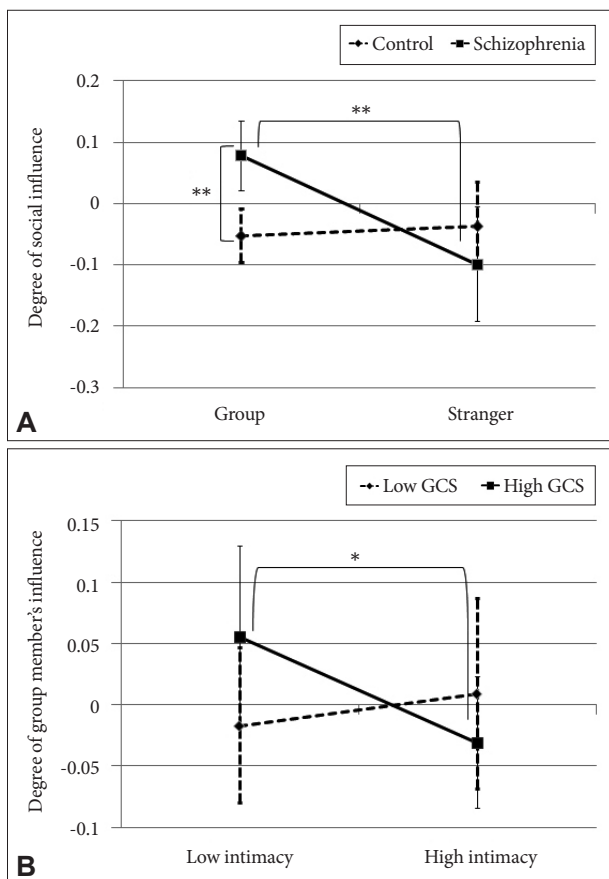 Control Schizophrenia
0.2
0.1
0
-0.1
-0.2
-0.3
Degree of social influence
**
**
Group Stranger
A
Low GCS High GCS
0.15
0.1
0.05
0
-0.05
-0.1
Degree of group member's influence
*
Low intimacy High intimacy
B